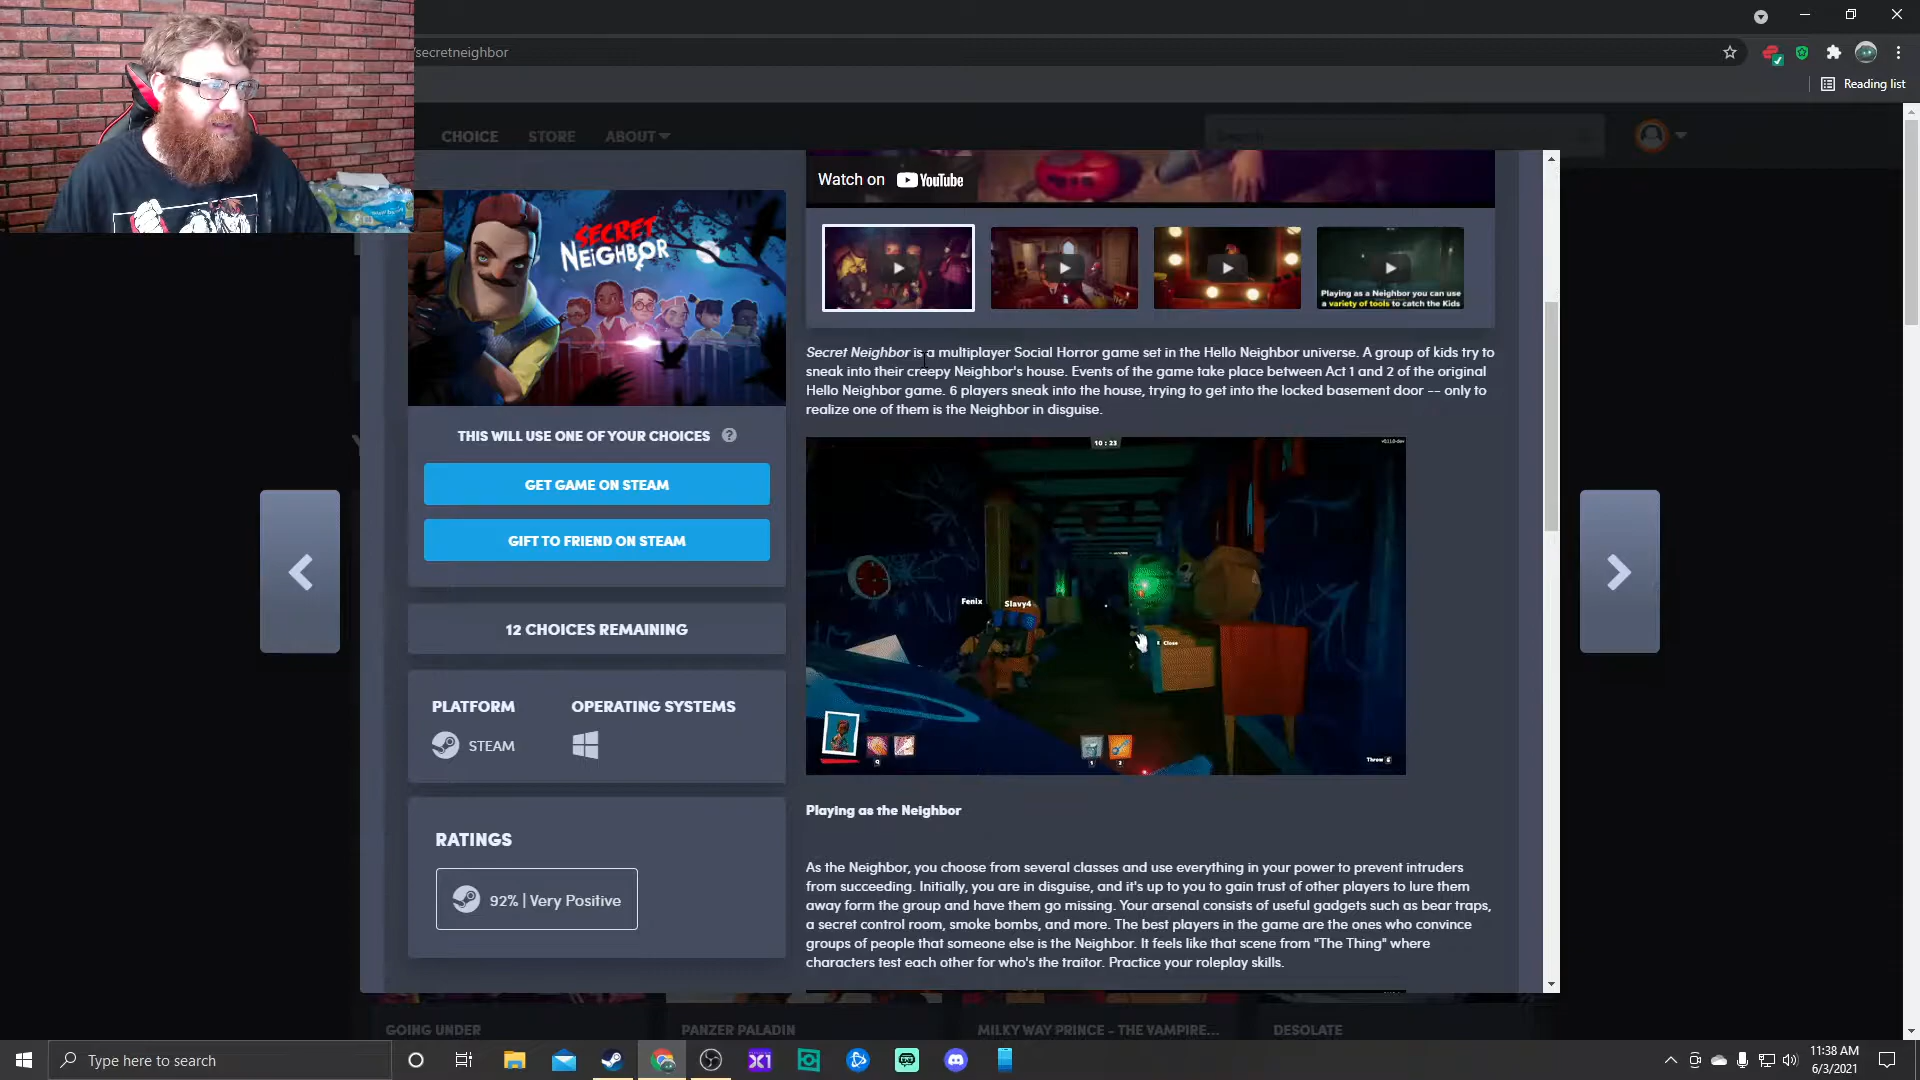 /secretneighbor
Reading list
CHOICE STORE ABOUT
Search
Watch on YouTube
SECRET
NEiGHBOR
Playing as a Neighbor you can use
a variety of tools to catch the Kids
Secret Neighbor is a multiplayer Social Horror game set in the Hello Neighbor universe. A group of kids try to
sneak into their creepy Neighbor's house. Events of the game take place between Act 1 and 2 of the original
Hello Neighbor game. 6 players sneak into the house, trying to get into the locked basement door -- only to
realize one of them is the Neighbor in disguise.
THIS WILL USE ONE OF YOUR CHOICES ?
GET GAME ON STEAM
GIFT TO FRIEND ON STEAM
12 CHOICES REMAINING
PLATFORM OPERATING SYSTEMS
STEAM
RATINGS
92% | Very Positive
10 : 23
Fenix
Slavy4
E Close
Q
1 2
Throw G
Playing as the Neighbor
As the Neighbor, you choose from several classes and use everything in your power to prevent intruders
from succeeding. Initially, you are in disguise, and it's up to you to gain trust of other players to lure them
away form the group and have them go missing. Your arsenal consists of useful gadgets such as bear traps,
a secret control room, smoke bombs, and more. The best players in the game are the ones who convince
groups of people that someone else is the Neighbor. It feels like that scene from "The Thing" where
characters test each other for who's the traitor. Practice your roleplay skills.
GOING UNDER PANZER PALADIN MILKY WAY PRINCE – THE VAMPIRE... DESOLATE
Type here to search
11:38 AM
6/3/2021